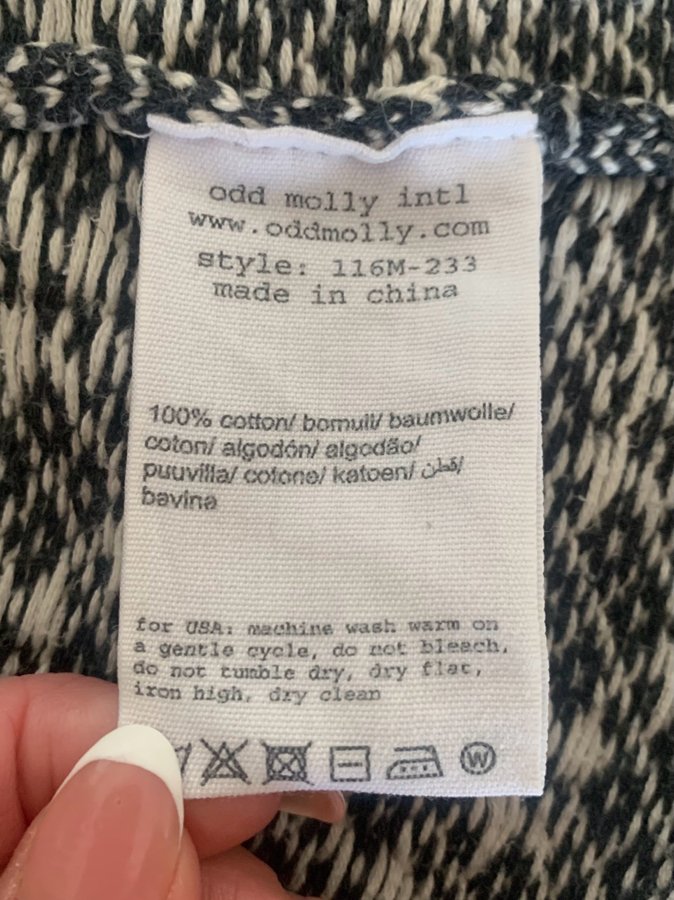 odd molly intl
www.oddmolly.com
style: 116M-233
made in china
100% cotton/ bomull/ baumwolle/
coton/ algodón/ algodão/
puuvilla/ cotone/ katoen/ قطن/
bavlna
for USA: machine wash warm on
a gentle cycle, do not bleach,
do not tumble dry, dry flat,
iron high, dry clean
W